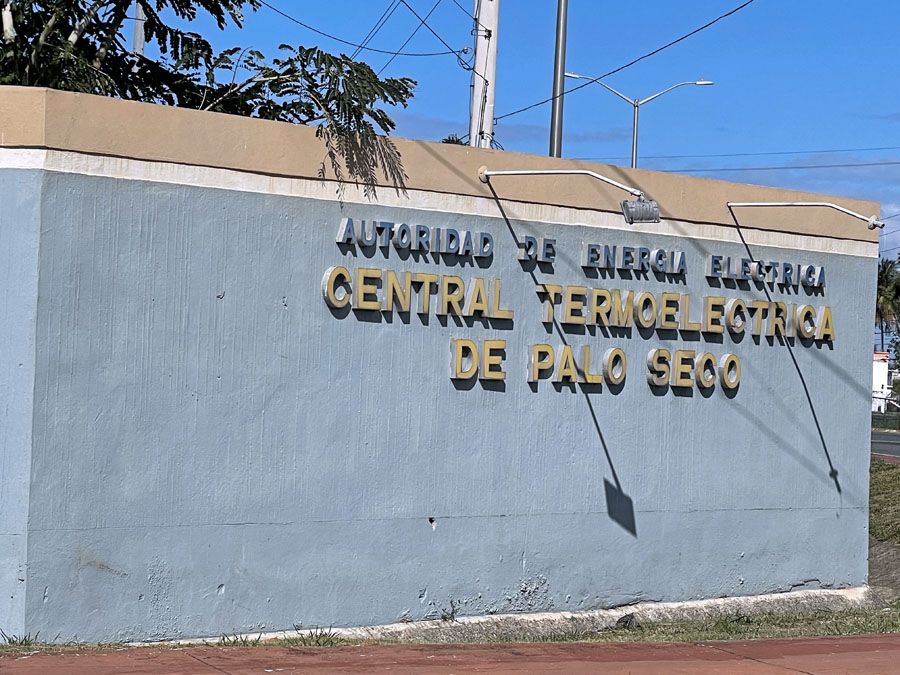 AUTORIDAD DE ENERGIA ELECTRICA
CENTRAL TERMOELECTRICA
DE PALO SECO